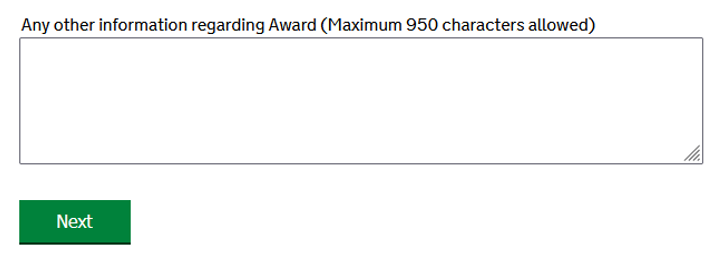 Any other information regarding Award (Maximum 950 characters allowed)
Next